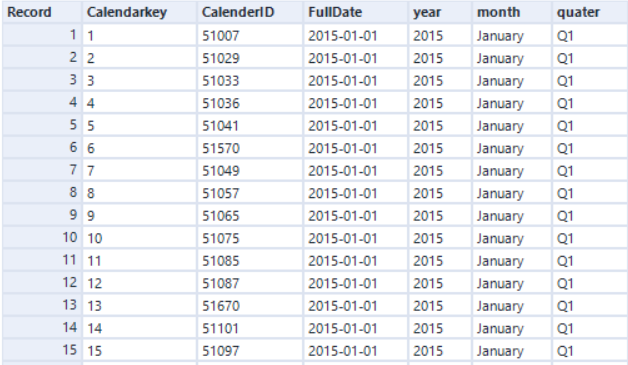 Record Calendarkey CalenderID FullDate year month quater
1 1 51007 2015-01-01 2015 January Q1
2 2 51029 2015-01-01 2015 January Q1
3 3 51033 2015-01-01 2015 January Q1
4 4 51036 2015-01-01 2015 January Q1
5 5 51041 2015-01-01 2015 January Q1
6 6 51570 2015-01-01 2015 January Q1
7 7 51049 2015-01-01 2015 January Q1
8 8 51057 2015-01-01 2015 January Q1
9 9 51065 2015-01-01 2015 January Q1
10 10 51075 2015-01-01 2015 January Q1
11 11 51085 2015-01-01 2015 January Q1
12 12 51087 2015-01-01 2015 January Q1
13 13 51670 2015-01-01 2015 January Q1
14 14 51101 2015-01-01 2015 January Q1
15 15 51097 2015-01-01 2015 January Q1